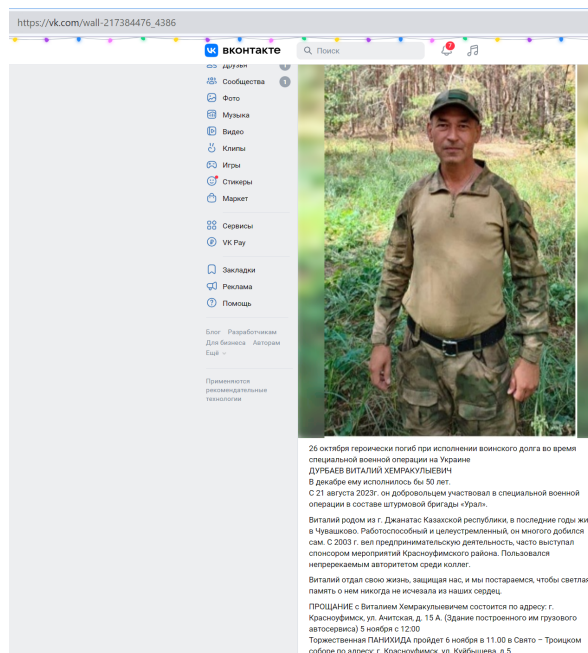 https://vk.com/wall-217384476_4386
вконтакте
Поиск
7
Друзья
1
Сообщества
1
Фото
Музыка
Видео
Клипы
Игры
Стикеры
Маркет
Сервисы
VK Pay
Закладки
Реклама
Помощь
Блог Разработчикам
Для бизнеса Авторам
Ещё
Применяются
рекомендательные
технологии
26 октября героически погиб при исполнении воинского долга во время
специальной военной операции на Украине
ДУРБАЕВ ВИТАЛИЙ ХЕМРАКУЛЫЕВИЧ
В декабре ему исполнилось бы 50 лет.
С 21 августа 2023г. он добровольцем участвовал в специальной военной
операции в составе штурмовой бригады «Урал».
Виталий родом из г. Джанатас Казахской республики, в последние годы жи
в Чувашково. Работоспособный и целеустремленный, он многого добился
сам. С 2003 г. вел предпринимательскую деятельность, часто выступал
спонсором мероприятий Красноуфимского района. Пользовался
непререкаемым авторитетом среди коллег.
Виталий отдал свою жизнь, защищая нас, и мы постараемся, чтобы светлая
память о нем никогда не исчезала из наших сердец.
ПРОЩАНИЕ с Виталием Хемракулыевичем состоится по адресу: г.
Красноуфимск, ул. Ачитская, д. 15 А. (Здание построенного им грузового
автосервиса) 5 ноября с 12:00
Торжественная ПАНИХИДА пройдет 6 ноября в 11.00 в Свято – Троицком
соборе по адресу: г. Красноуфимск, ул. Куйбышева, д.5.